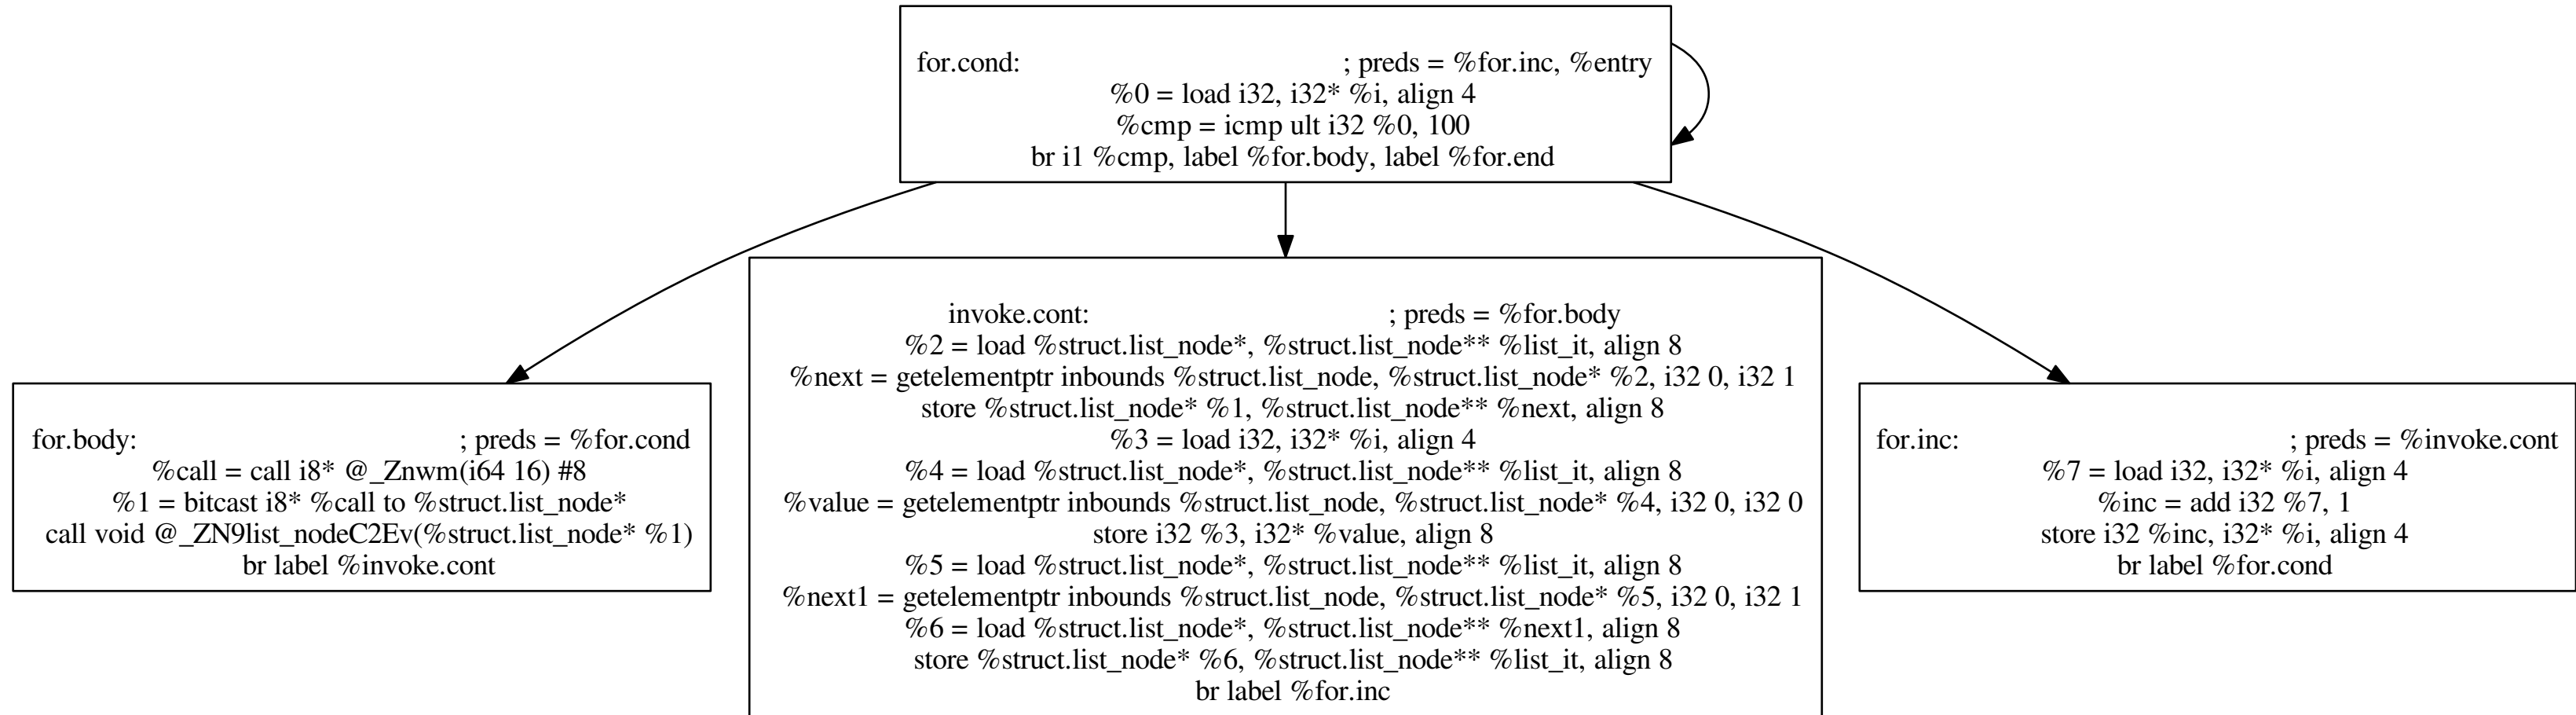 for.cond: ; preds = %for.inc, %entry
%0 = load i32, i32* %i, align 4
%cmp = icmp ult i32 %0, 100
br i1 %cmp, label %for.body, label %for.end
for.body: ; preds = %for.cond
%call = call i8* @_Znwm(i64 16) #8
%1 = bitcast i8* %call to %struct.list_node*
call void @_ZN9list_nodeC2Ev(%struct.list_node* %1)
br label %invoke.cont
invoke.cont: ; preds = %for.body
%2 = load %struct.list_node*, %struct.list_node** %list_it, align 8
%next = getelementptr inbounds %struct.list_node, %struct.list_node* %2, i32 0, i32 1
store %struct.list_node* %1, %struct.list_node** %next, align 8
%3 = load i32, i32* %i, align 4
%4 = load %struct.list_node*, %struct.list_node** %list_it, align 8
%value = getelementptr inbounds %struct.list_node, %struct.list_node* %4, i32 0, i32 0
store i32 %3, i32* %value, align 8
%5 = load %struct.list_node*, %struct.list_node** %list_it, align 8
%next1 = getelementptr inbounds %struct.list_node, %struct.list_node* %5, i32 0, i32 1
%6 = load %struct.list_node*, %struct.list_node** %next1, align 8
store %struct.list_node* %6, %struct.list_node** %list_it, align 8
br label %for.inc
for.inc: ; preds = %invoke.cont
%7 = load i32, i32* %i, align 4
%inc = add i32 %7, 1
store i32 %inc, i32* %i, align 4
br label %for.cond